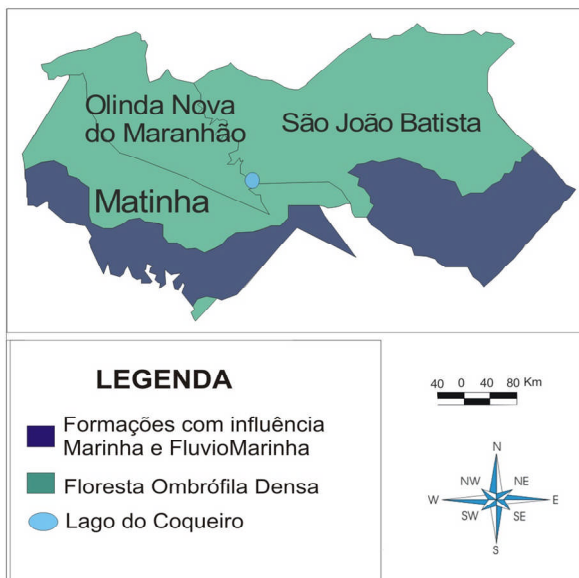 Olinda Nova
do Maranhão
São João Batista
Matinha
LEGENDA
Formações com influência
Marinha e FluvioMarinha
Floresta Ombrófila Densa
Lago do Coqueiro
40 0 40 80 Km
N
NW NE
W E
SW SE
S